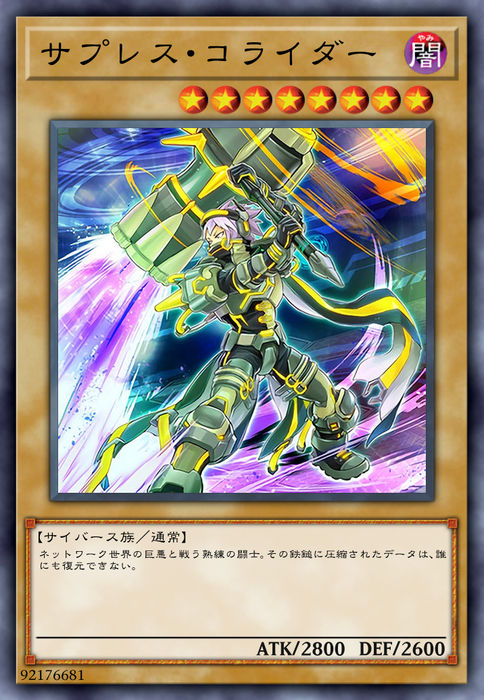 サプレス・コライダー
やみ
闇
【サイバース族／通常】
ネットワーク世界の巨悪と戦う熟練の闘士。その鉄鎚に圧縮されたデータは、誰
にも復元できない。
ATK/2800 DEF/2600
92176681